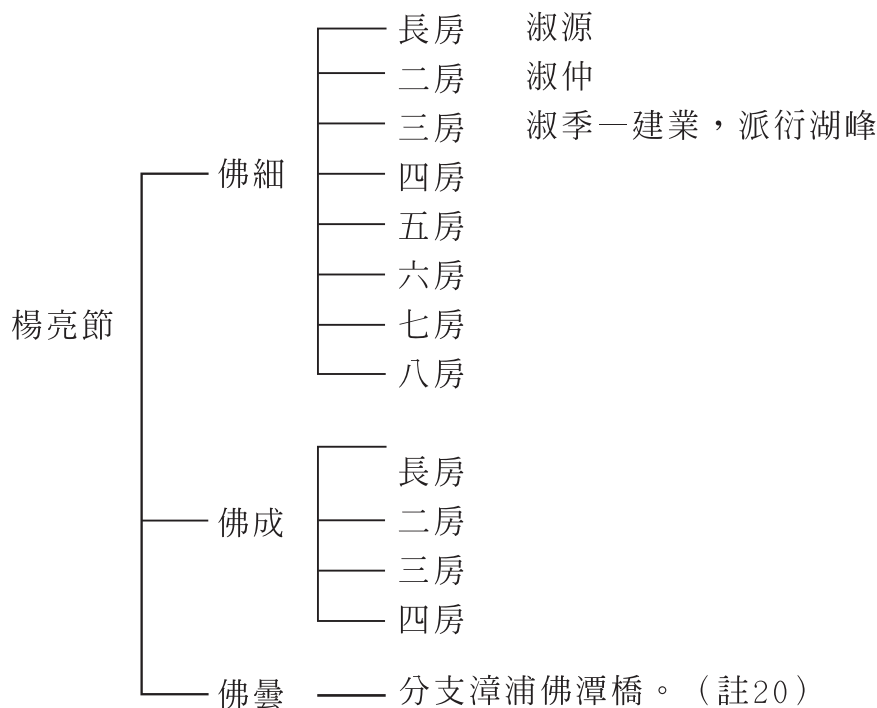 長房 淑源
二房 淑仲
三房 淑季—建業，派衍湖峰
佛細 四房
五房
六房
楊亮節 七房
八房
長房
佛成 二房
三房
四房
佛曇 分支漳浦佛潭橋。（註20）